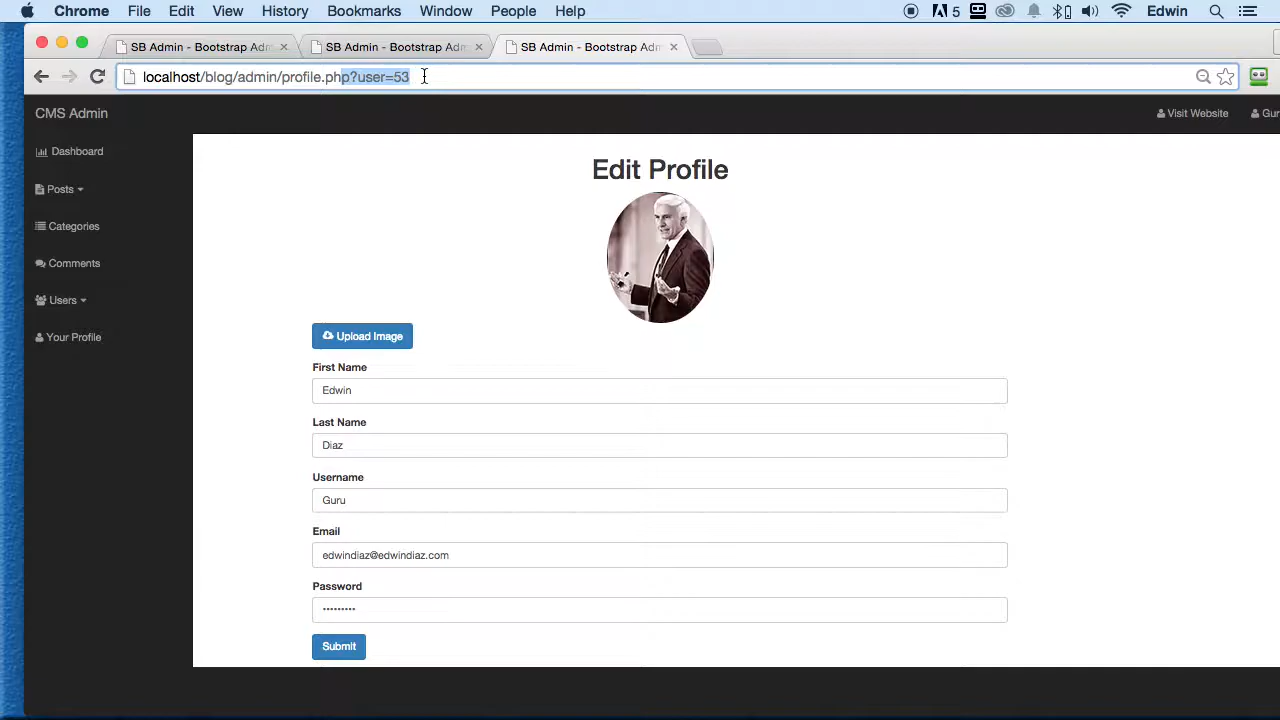 Chrome File Edit View History Bookmarks Window People Help 5 Edwin
SB Admin - Bootstrap Adm SB Admin - Bootstrap Adm SB Admin - Bootstrap Adm
localhost/blog/admin/profile.php?user=53
CMS Admin Visit Website Gur
Dashboard
Posts
Categories
Comments
Users
Your Profile
Edit Profile
Upload Image
First Name
Edwin
Last Name
Diaz
Username
Guru
Email
edwindiaz@edwindiaz.com
Password
•••••••••
Submit